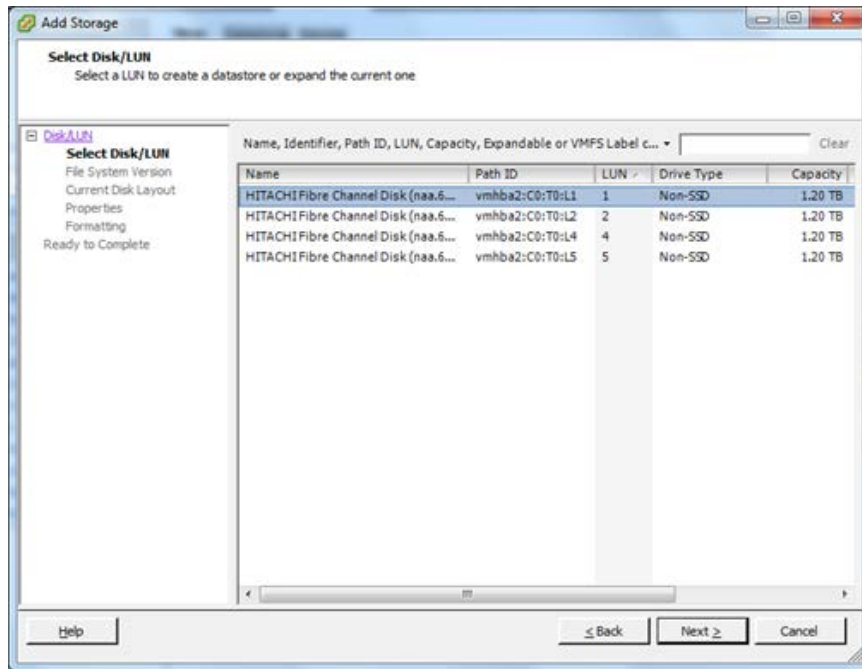 Add Storage
Select Disk/LUN
Select a LUN to create a datastore or expand the current one
Disk/LUN
Select Disk/LUN
File System Version
Current Disk Layout
Properties
Formatting
Ready to Complete
Name, Identifier, Path ID, LUN, Capacity, Expandable or VMFS Label c... Clear
Name Path ID LUN Drive Type Capacity
HITACHI Fibre Channel Disk (naa.6... vmhba2:C0:T0:L1 1 Non-SSD 1.20 TB
HITACHI Fibre Channel Disk (naa.6... vmhba2:C0:T0:L2 2 Non-SSD 1.20 TB
HITACHI Fibre Channel Disk (naa.6... vmhba2:C0:T0:L4 4 Non-SSD 1.20 TB
HITACHI Fibre Channel Disk (naa.6... vmhba2:C0:T0:L5 5 Non-SSD 1.20 TB
Help ≤ Back Next ≥ Cancel